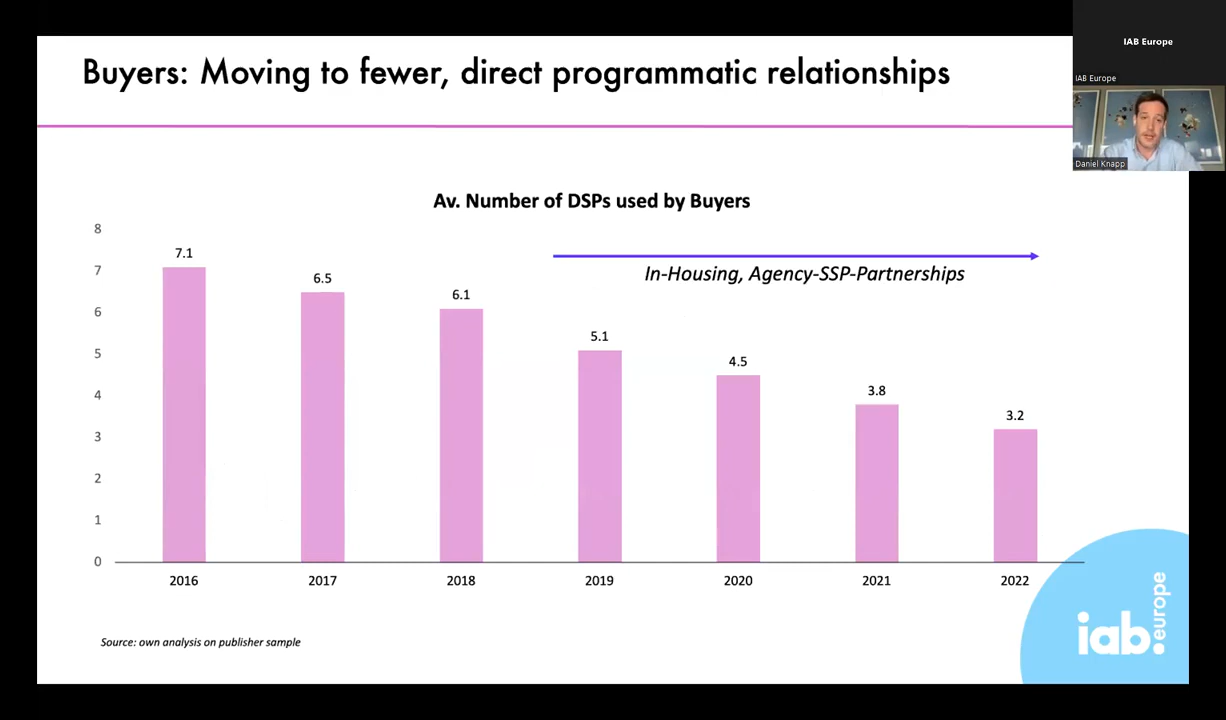 Buyers: Moving to fewer, direct programmatic relationships
IAB Europe
IAB Europe
Daniel Knapp
Av. Number of DSPs used by Buyers
In-Housing, Agency-SSP-Partnerships
8
7
6
5
4
3
2
1
0
7.1
6.5
6.1
5.1
4.5
3.8
3.2
2016
2017
2018
2019
2020
2021
2022
Source: own analysis on publisher sample
iab.
europe